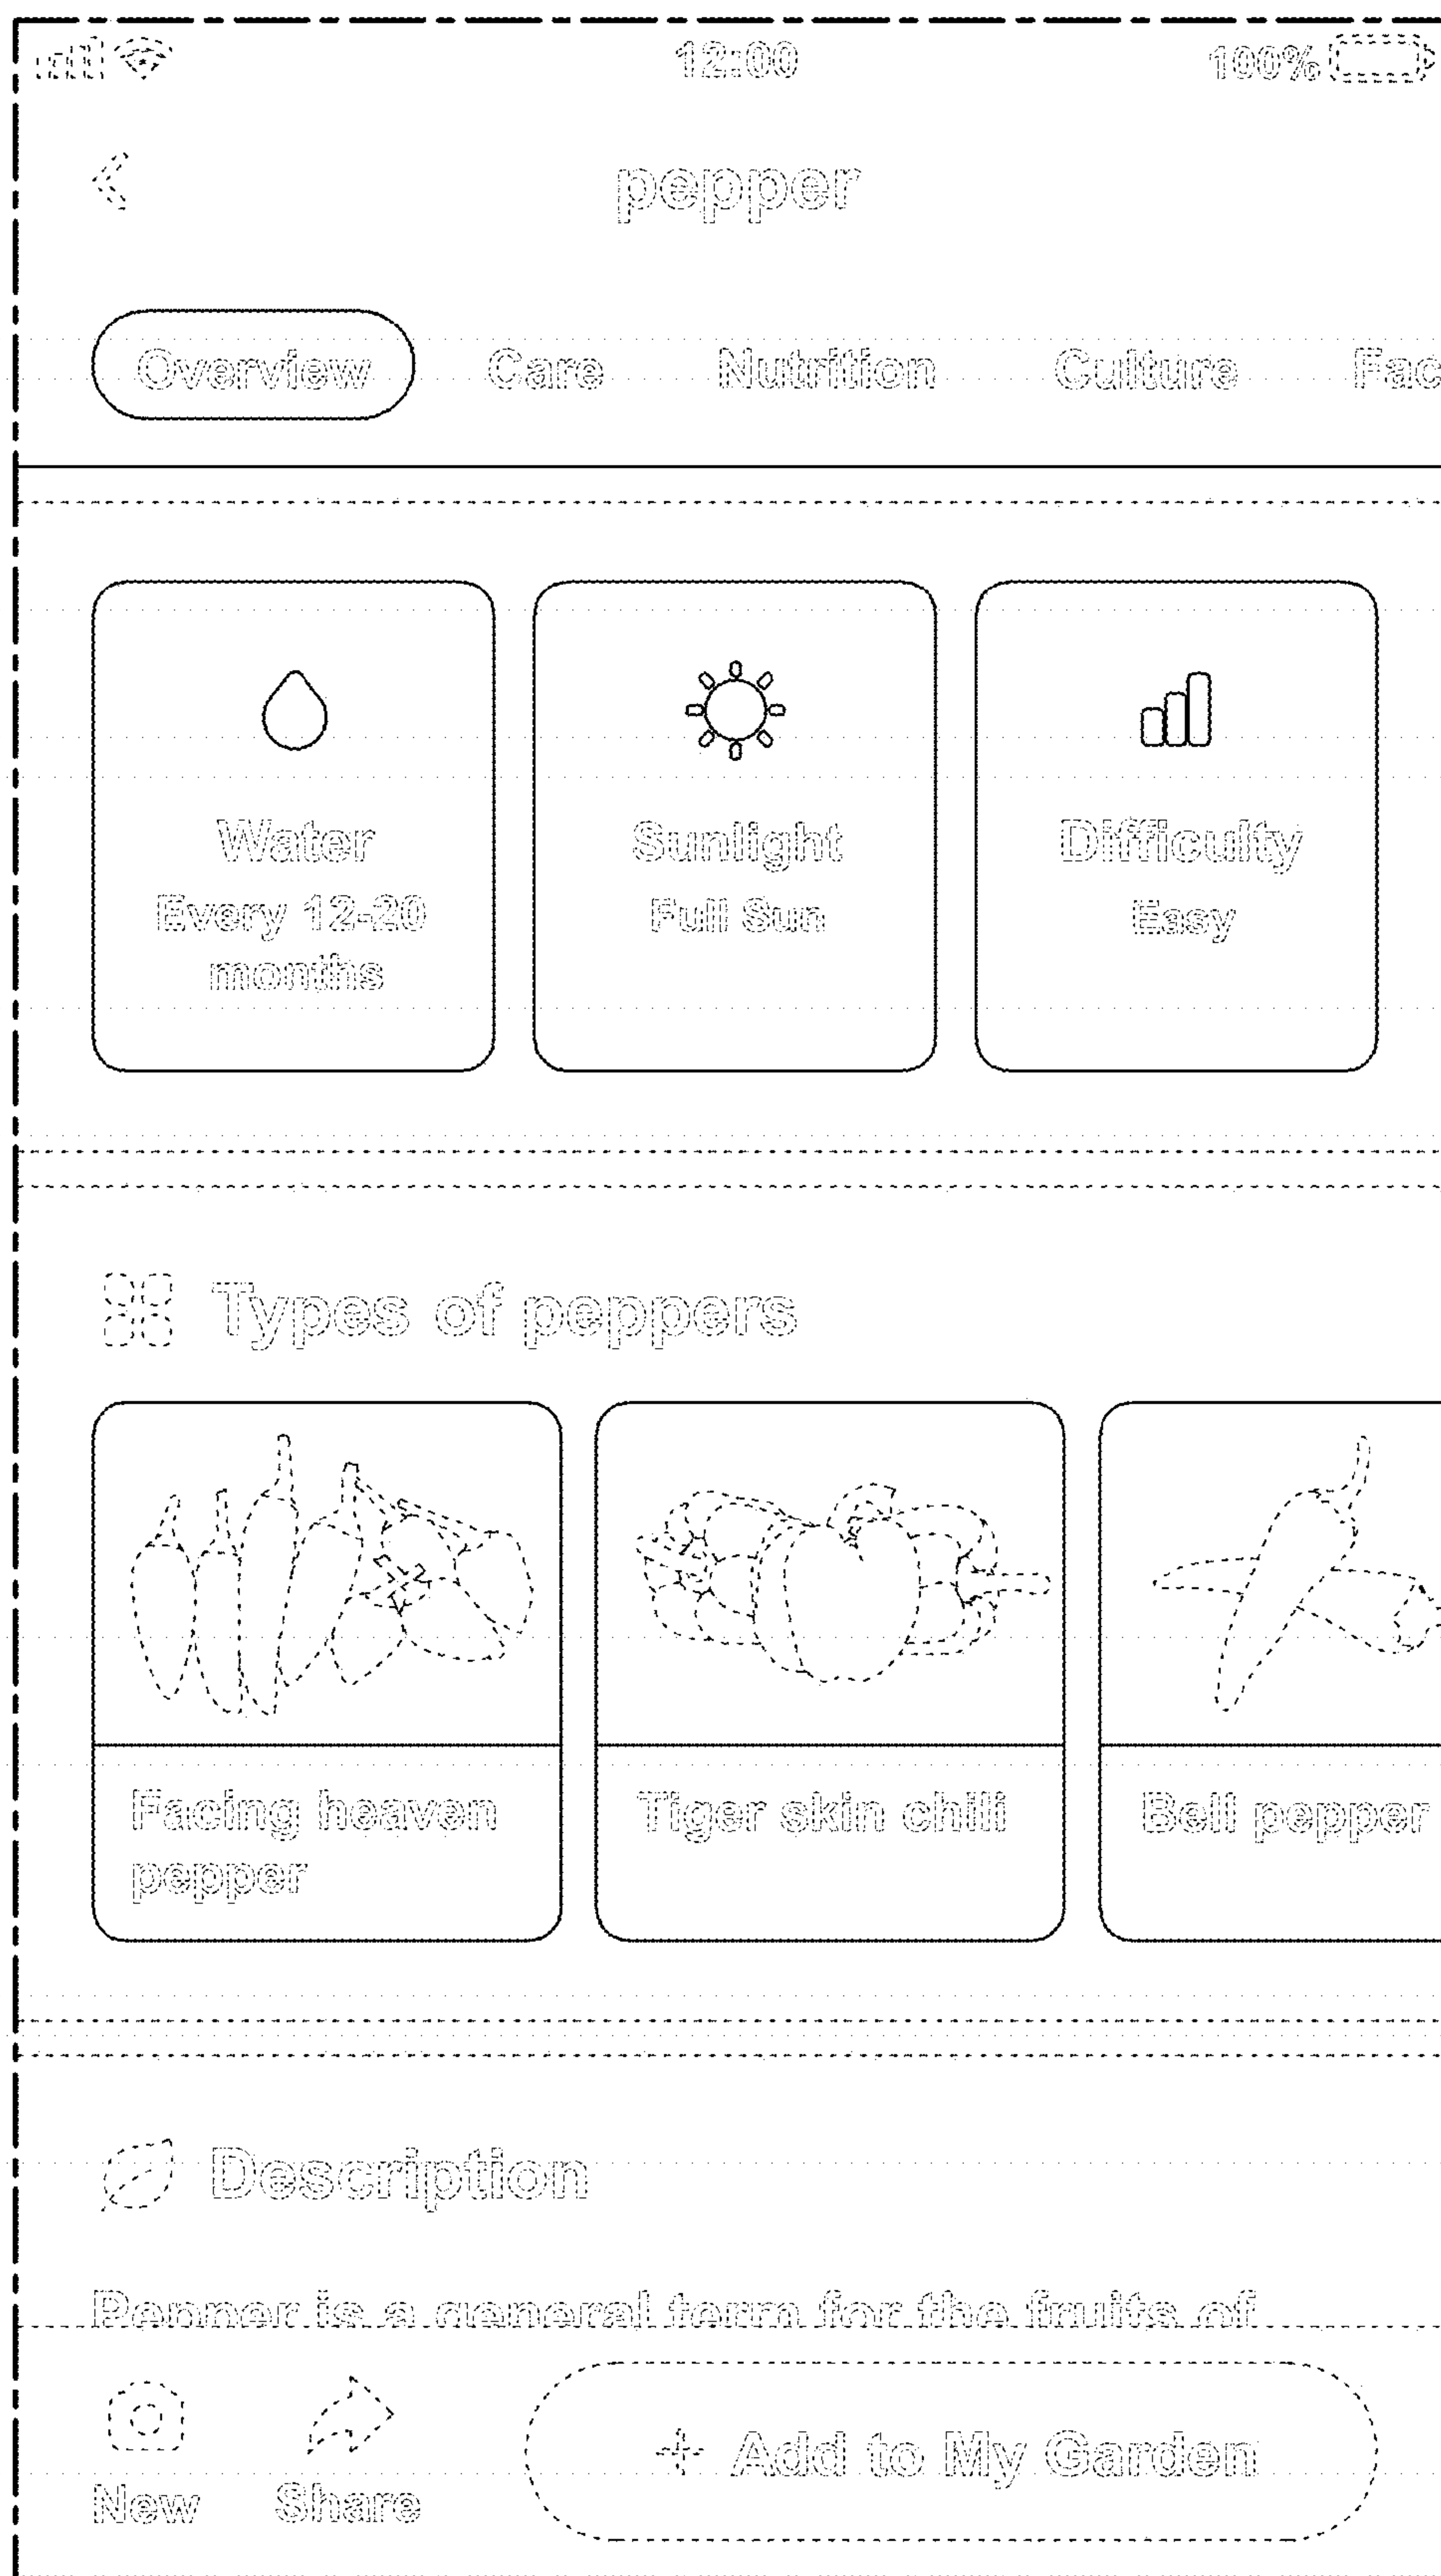 12:00 100%
pepper
Overview Care Nutrition Culture Fac
Water Sunlight Difficulty
Every 12-20 Full Sun Easy
months
Types of peppers
Facing heaven Tiger skin chili Bell pepper
pepper
Description
Pepper is a general term for the fruits of
+ Add to My Garden
New Share